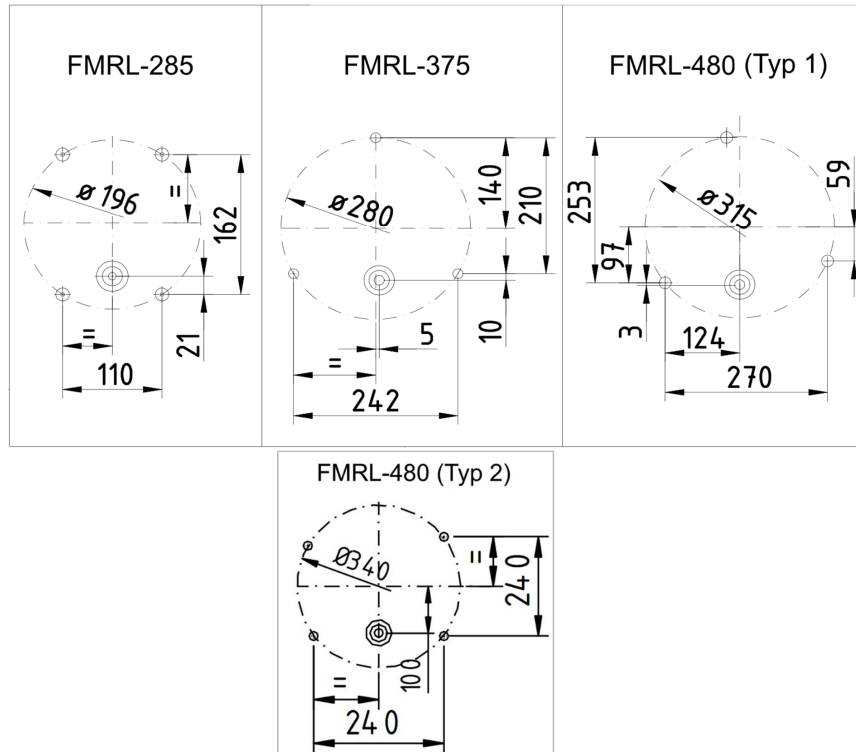 FMRL-285
ø 196
=
162
=
21
110
FMRL-375
ø280
140
210
5
10
=
242
FMRL-480 (Typ 1)
59
253
ø315
97
3
124
270
FMRL-480 (Typ 2)
Ø340
=
240
=
100
240